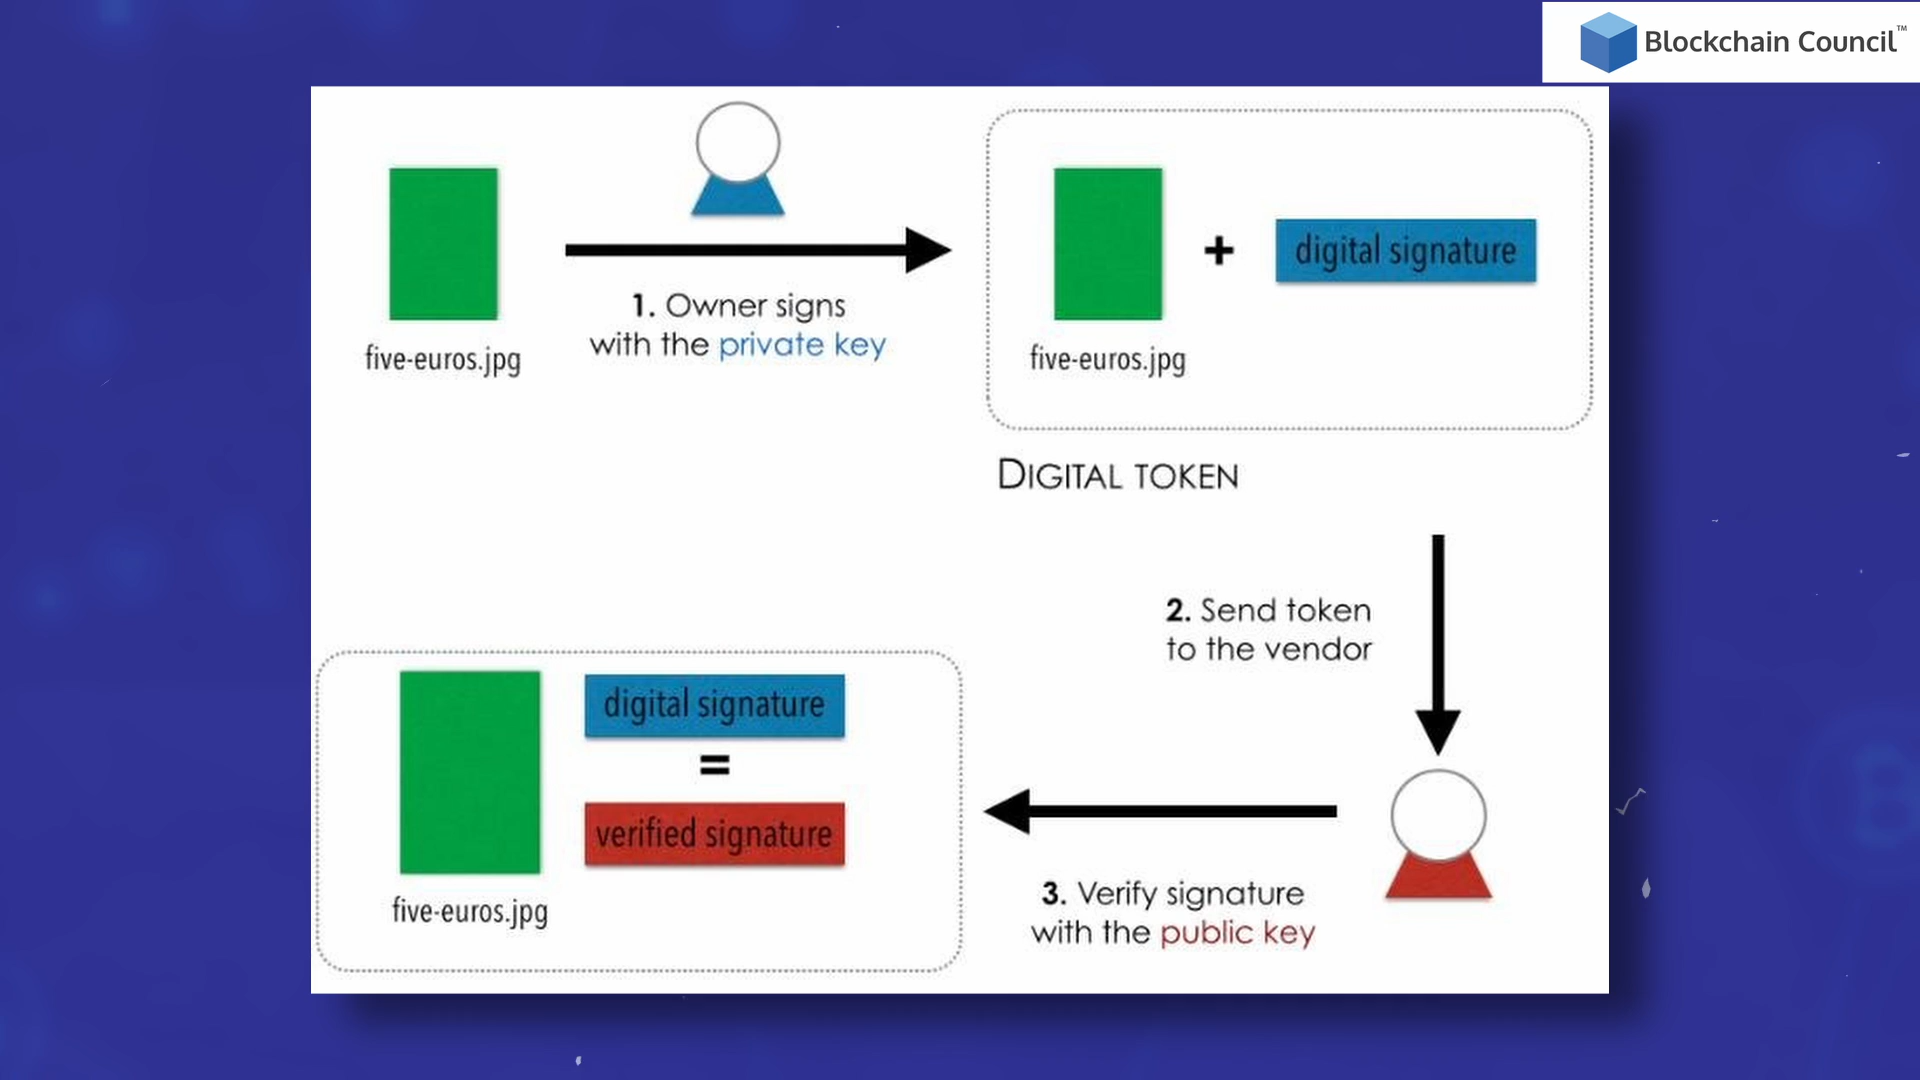 Blockchain Council™
1. Owner signs
with the private key
five-euros.jpg
five-euros.jpg
+
digital signature
DIGITAL TOKEN
2. Send token
to the vendor
3. Verify signature
with the public key
digital signature
=
verified signature
five-euros.jpg